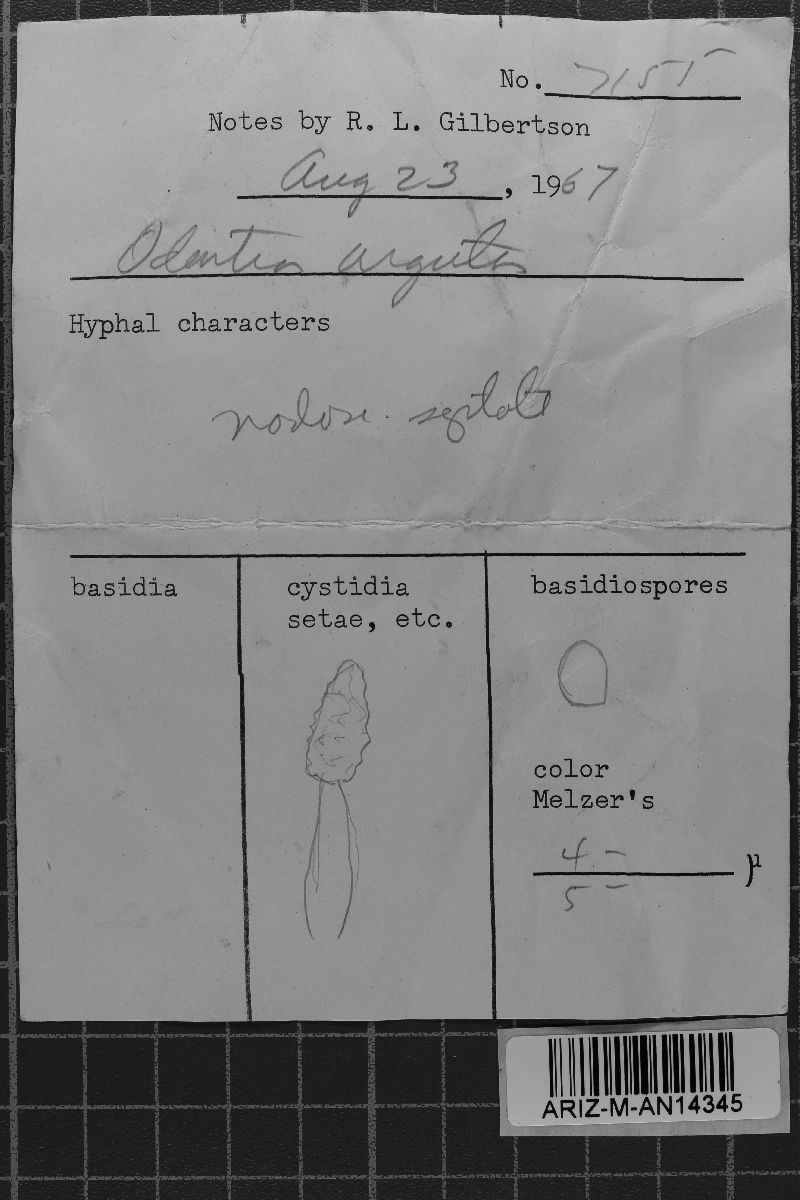 No. 7155
Notes by R. L. Gilbertson
Aug 23, 1967
Odontia arguta
Hyphal characters
nodose-septate
basidia
cystidia
setae, etc.
basidiospores
color
Melzer's
4 –
5 –
μ
ARIZ-M-AN14345